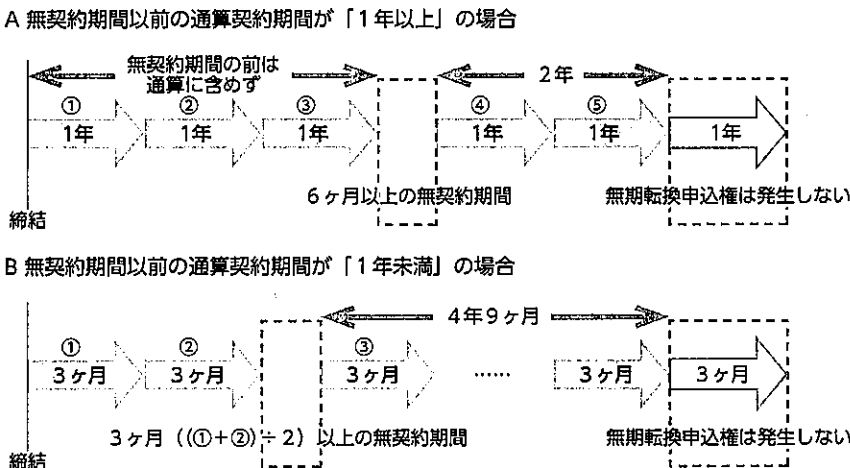 A 無契約期間以前の通算契約期間が「1年以上」の場合
無契約期間の前は
通算に含めず
2年
① ② ③ ④ ⑤
1年 1年 1年 1年 1年 1年
6ヶ月以上の無契約期間
無期転換申込権は発生しない
締結
B 無契約期間以前の通算契約期間が「1年未満」の場合
4年9ヶ月
① ② ③
3ヶ月 3ヶ月 3ヶ月 …… 3ヶ月 3ヶ月
3ヶ月((①+②)÷2)以上の無契約期間
無期転換申込権は発生しない
締結